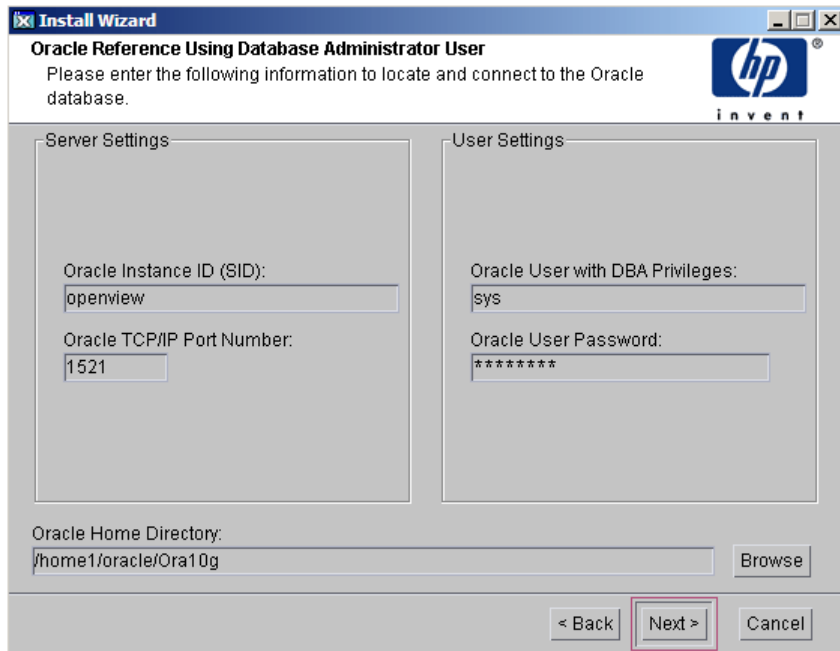 Install Wizard
Oracle Reference Using Database Administrator User
Please enter the following information to locate and connect to the Oracle
database.
hp
®
invent
Server Settings
Oracle Instance ID (SID):
openview
Oracle TCP/IP Port Number:
1521
User Settings
Oracle User with DBA Privileges:
sys
Oracle User Password:
********
Oracle Home Directory:
/home1/oracle/Ora10g
Browse
< Back
Next >
Cancel